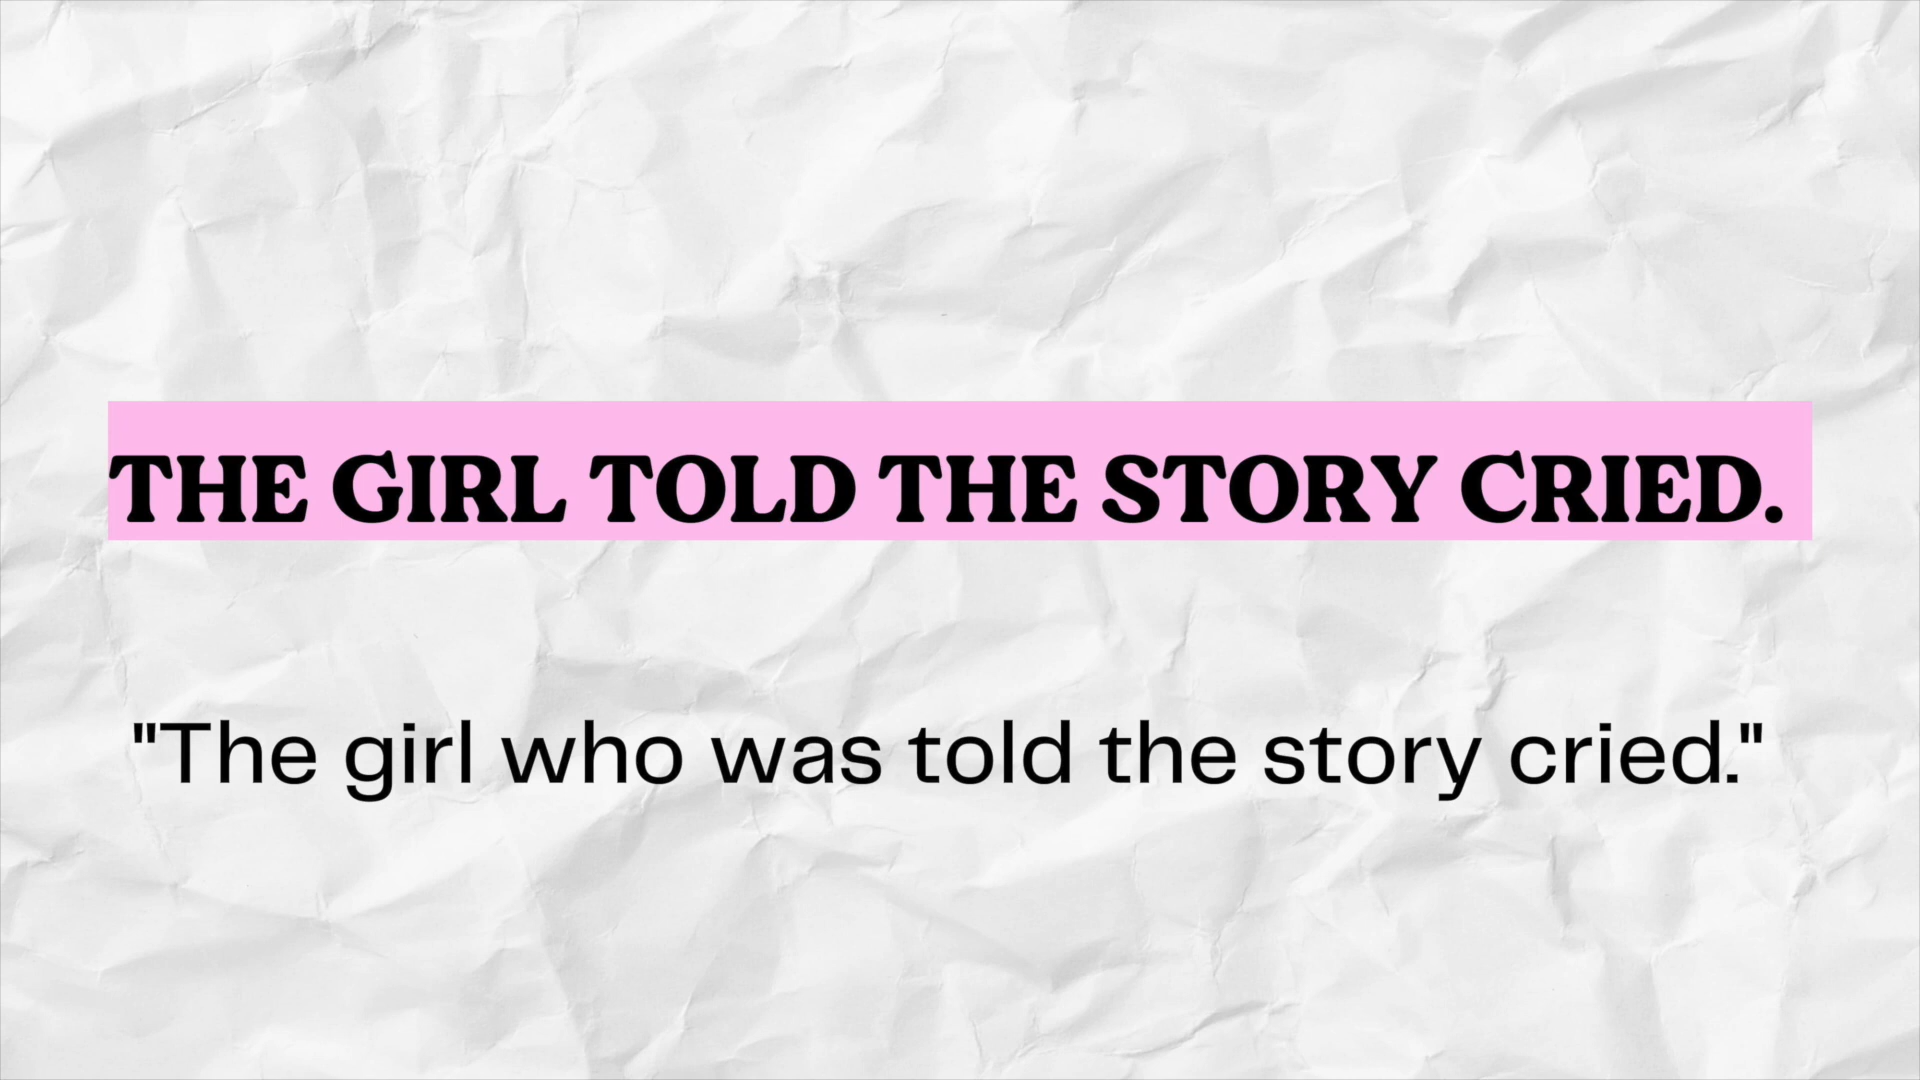 THE GIRL TOLD THE STORY CRIED.
"The girl who was told the story cried."